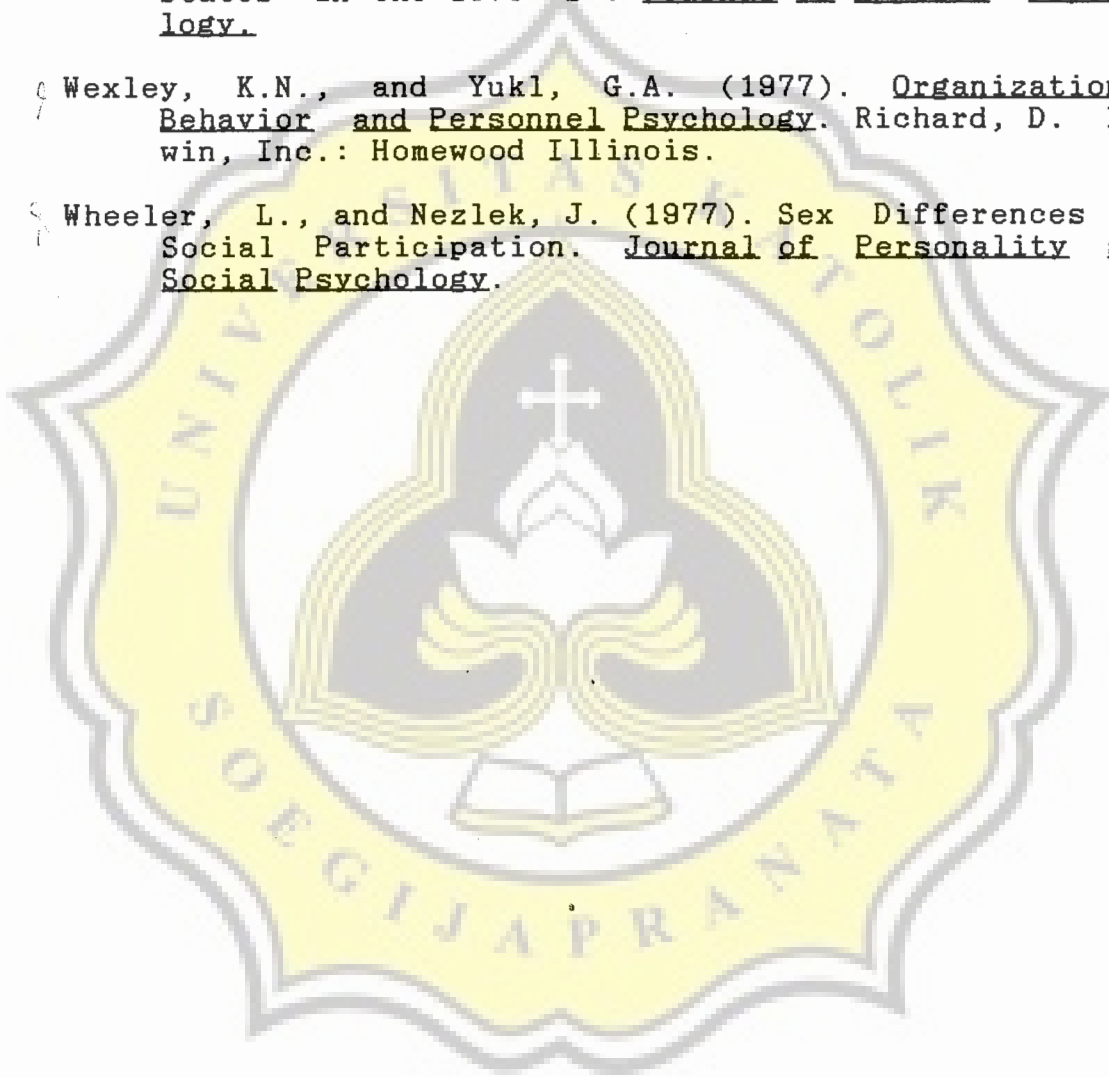 logy.
Wexley, K.N., and Yukl, G.A. (1977). Organization
Behavior and Personnel Psychology. Richard, D.
win, Inc.: Homewood Illinois.
Wheeler, L., and Nezlek, J. (1977). Sex Differences
Social Participation. Journal of Personality
Social Psychology.
UNIVERSITAS KATOLIK
SOEGIJAPRANATA